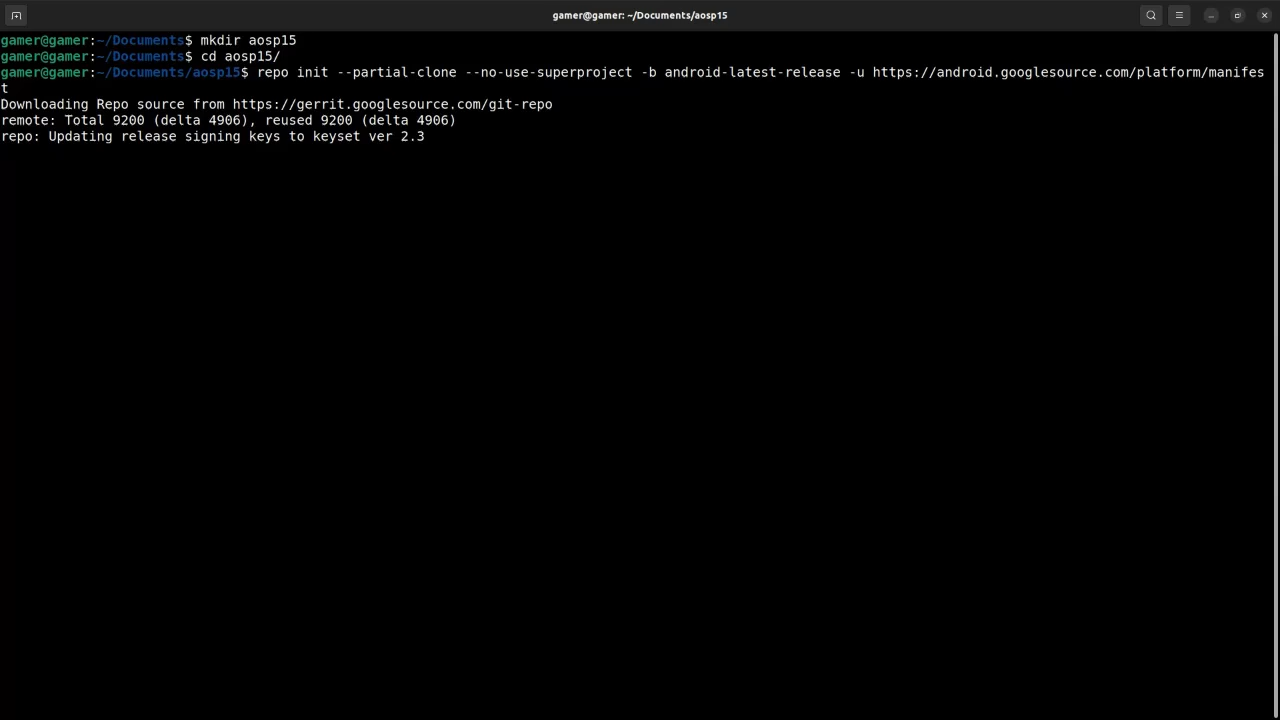 gamer@gamer: ~/Documents/aosp15
gamer@gamer:~/Documents$ mkdir aosp15
gamer@gamer:~/Documents$ cd aosp15/
gamer@gamer:~/Documents/aosp15$ repo init --partial-clone --no-use-superproject -b android-latest-release -u https://android.googlesource.com/platform/manifes
t
Downloading Repo source from https://gerrit.googlesource.com/git-repo
remote: Total 9200 (delta 4906), reused 9200 (delta 4906)
repo: Updating release signing keys to keyset ver 2.3